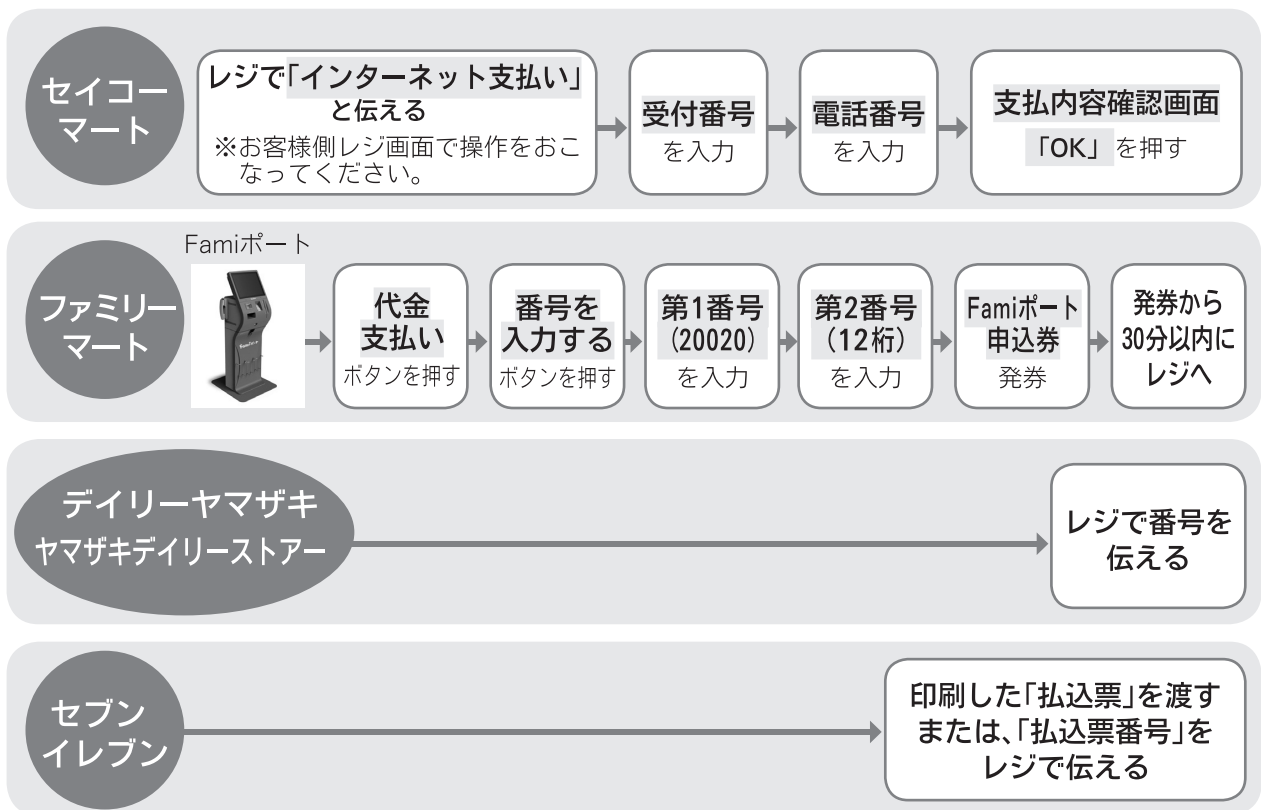 セイコー
マート
レジで「インターネット支払い」
と伝える
※お客様側レジ画面で操作をおこ
なってください。
受付番号
を入力
電話番号
を入力
支払内容確認画面
「OK」を押す
ファミリー
マート
Famiポート
代金
支払い
ボタンを押す
番号を
入力する
ボタンを押す
第1番号
(20020)
を入力
第2番号
(12桁)
を入力
Famiポート
申込券
発券
発券から
30分以内に
レジへ
デイリーヤマザキ
ヤマザキデイリーストアー
レジで番号を
伝える
セブン
イレブン
印刷した「払込票」を渡す
または、「払込票番号」を
レジで伝える